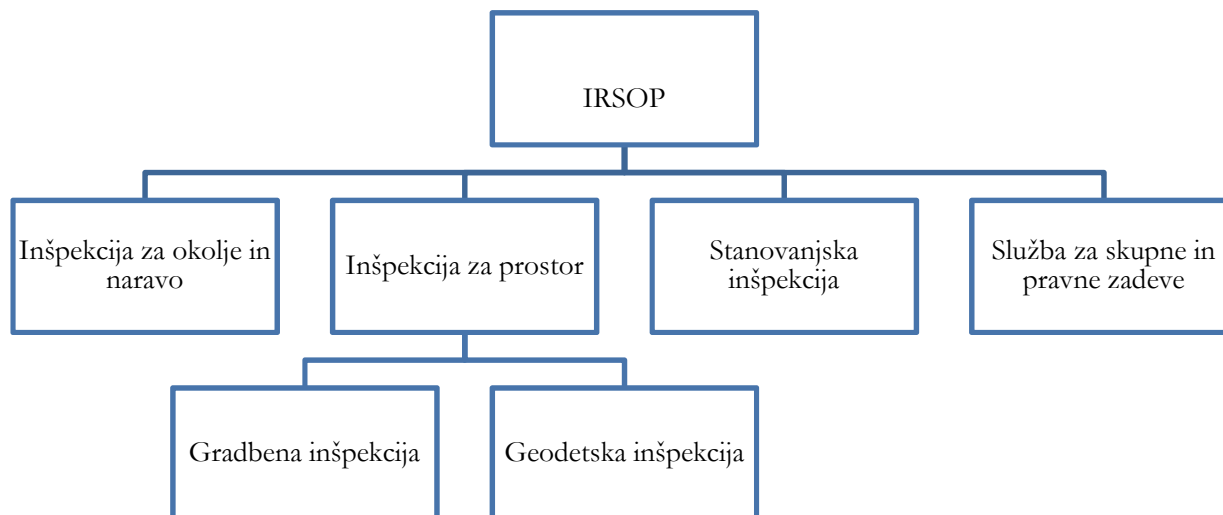 IRSOP
Inšpekcija za okolje in
naravo
Inšpekcija za prostor
Stanovanjska
inšpekcija
Služba za skupne in
pravne zadeve
Gradbena inšpekcija
Geodetska inšpekcija